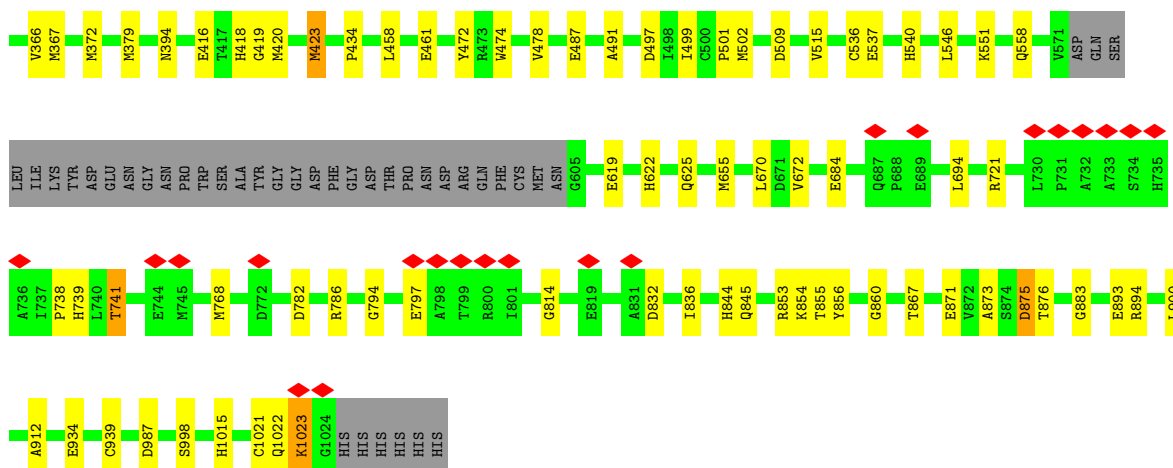 V366 M367 M372 M379 N394 E416 T417 H418 G419 M420 M423 P434 L458 E461 Y472 R473 W474 V478 E487 A491 D497 I498 I499 C500 P501 M502 D509 V515 C536 E537 H540 L546 K551 Q558 V571 ASP GLN SER
LEU ILE LYS TYR ASP GLU ASN GLY ASN PRO TRP SER ALA TYR GLY GLY ASP PHE GLY ASP THR PRO ASN ASP ARG GLN PHE CYS MET ASN G605 E619 H622 Q625 M655 L670 D671 V672 E684 Q687 P688 E689 L694 R721 L730 P731 A732 A733 S734 H735
A736 I737 P738 H739 L740 T741 E744 M745 M768 D772 D782 R786 G794 E797 A798 T799 R800 I801 G814 E819 A831 D832 I836 H844 Q845 R853 K854 T855 Y856 G860 T867 E871 V872 A873 S874 D875 T876 G883 E893 R894
A912 E934 C939 D987 S998 H1015 C1021 Q1022 K1023 G1024 HIS HIS HIS HIS HIS HIS